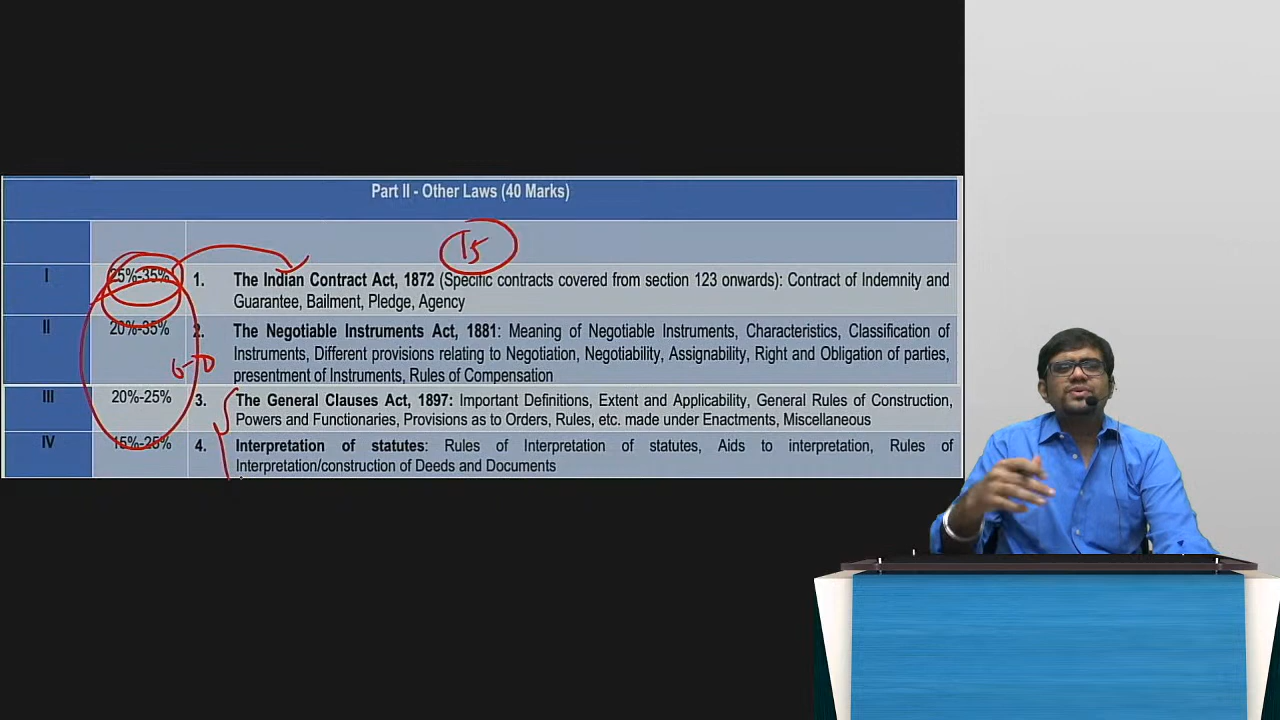 Part II - Other Laws (40 Marks)
15
I 25%-35% 1. The Indian Contract Act, 1872 (Specific contracts covered from section 123 onwards): Contract of Indemnity and
Guarantee, Bailment, Pledge, Agency
II 20%-35% 2. The Negotiable Instruments Act, 1881: Meaning of Negotiable Instruments, Characteristics, Classification of
Instruments, Different provisions relating to Negotiation, Negotiability, Assignability, Right and Obligation of parties,
presentment of Instruments, Rules of Compensation
III 20%-25% 3. The General Clauses Act, 1897: Important Definitions, Extent and Applicability, General Rules of Construction,
Powers and Functionaries, Provisions as to Orders, Rules, etc. made under Enactments, Miscellaneous
IV 15%-25% 4. Interpretation of statutes: Rules of Interpretation of statutes, Aids to interpretation, Rules of
Interpretation/construction of Deeds and Documents